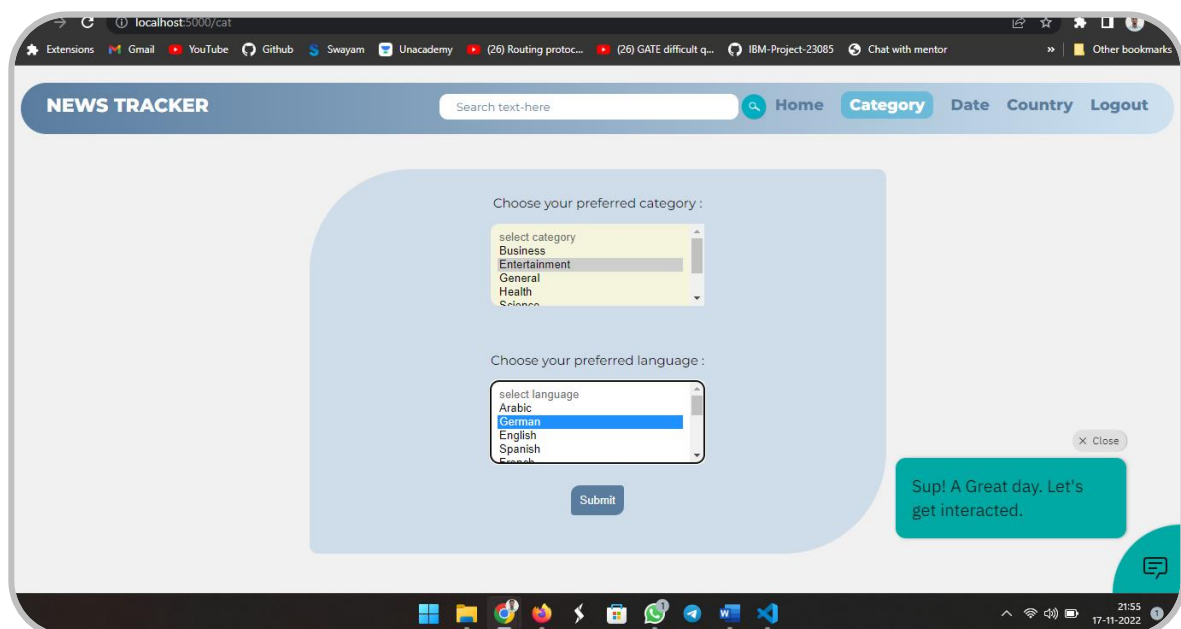 localhost:5000/cat
Extensions Gmail YouTube Github Swayam Unacademy (26) Routing protoc... (26) GATE difficult q... IBM-Project-23085 Chat with mentor » Other bookmarks
NEWS TRACKER Search text-here Home Category Date Country Logout
Choose your preferred category :
select category
Business
Entertainment
General
Health
Science
Choose your preferred language :
select language
Arabic
German
English
Spanish
French
Submit
× Close
Sup! A Great day. Let's
get interacted.
21:55
17-11-2022 1